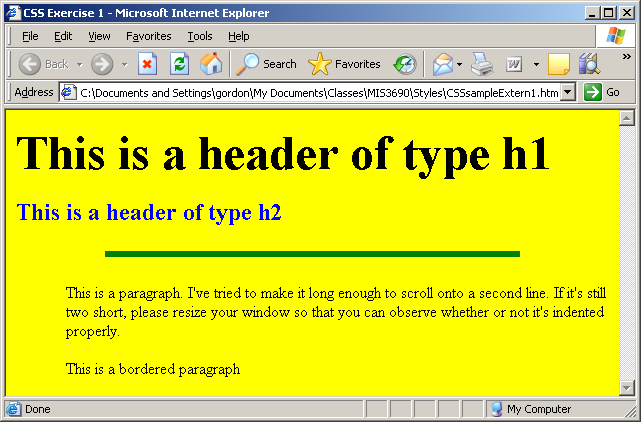 CSS Exercise 1 - Microsoft Internet Explorer
File Edit View Favorites Tools Help
Back Search Favorites W »
Address C:\Documents and Settings\gordon\My Documents\Classes\MIS3690\Styles\CSSsampleExtern1.htm Go
This is a header of type h1
This is a header of type h2
This is a paragraph. I've tried to make it long enough to scroll onto a second line. If it's still
two short, please resize your window so that you can observe whether or not it's indented
properly.
This is a bordered paragraph
Done My Computer